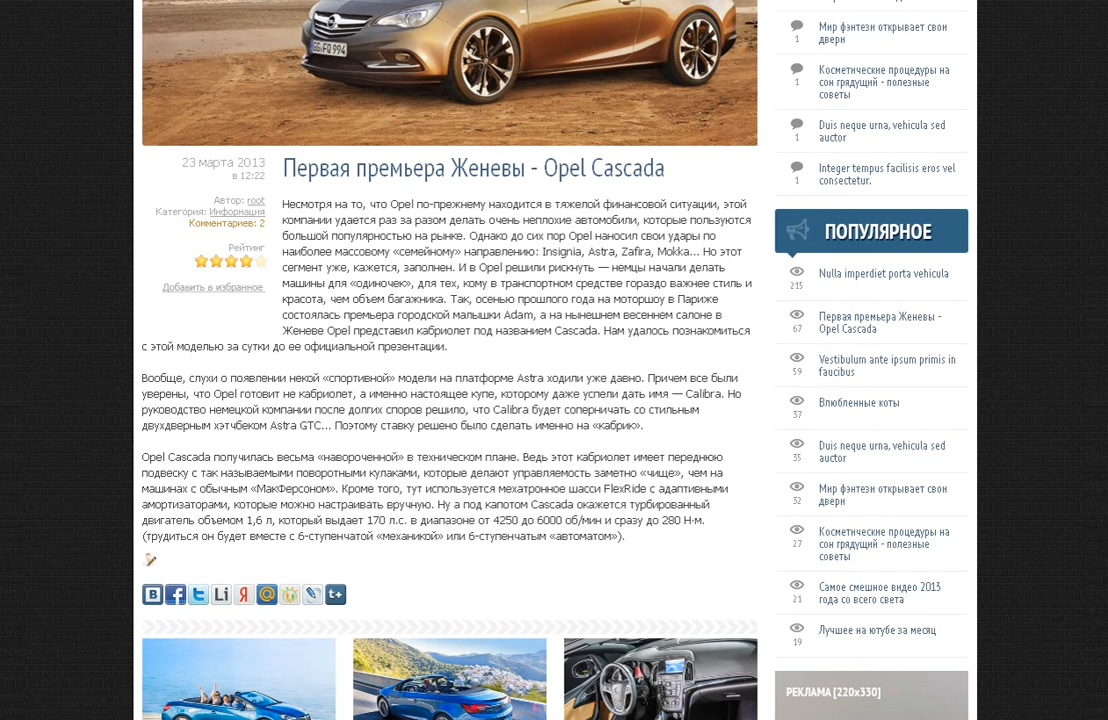 GG:FQ 994
23 марта 2013
в 12:22
Автор: root
Категория: Информация
Комментариев: 2
Рейтинг
Добавить в избранное
Первая премьера Женевы - Opel Cascada
Несмотря на то, что Opel по-прежнему находится в тяжелой финансовой ситуации, этой
компании удается раз за разом делать очень неплохие автомобили, которые пользуются
большой популярностью на рынке. Однако до сих пор Opel наносил свои удары по
наиболее массовому «семейному» направлению: Insignia, Astra, Zafira, Mokka... Но этот
сегмент уже, кажется, заполнен. И в Opel решили рискнуть — немцы начали делать
машины для «одиночек», для тех, кому в транспортном средстве гораздо важнее стиль и
красота, чем объем багажника. Так, осенью прошлого года на моторшоу в Париже
состоялась премьера городской малышки Adam, а на нынешнем весеннем салоне в
Женеве Opel представил кабриолет под названием Cascada. Нам удалось познакомиться
с этой моделью за сутки до ее официальной презентации.
Вообще, слухи о появлении некой «спортивной» модели на платформе Astra ходили уже давно. Причем все были
уверены, что Opel готовит не кабриолет, а именно настоящее купе, которому даже успели дать имя — Calibra. Но
руководство немецкой компании после долгих споров решило, что Calibra будет соперничать со стильным
двухдверным хэтчбеком Astra GTC... Поэтому ставку решено было сделать именно на «кабрик».
Opel Cascada получилась весьма «навороченной» в техническом плане. Ведь этот кабриолет имеет переднюю
подвеску с так называемыми поворотными кулаками, которые делают управляемость заметно «чище», чем на
машинах с обычным «МакФерсоном». Кроме того, тут используется мехатронное шасси FlexRide с адаптивными
амортизаторами, которые можно настраивать вручную. Ну а под капотом Cascada окажется турбированный
двигатель объемом 1,6 л, который выдает 170 л.с. в диапазоне от 4250 до 6000 об/мин и сразу до 280 Н·м.
(трудиться он будет вместе с 6-ступенчатой «механикой» или 6-ступенчатым «автоматом»).
В f t Li Я @ t+
1
Мир фэнтези открывает свои
двери
1
Косметические процедуры на
сон грядущий - полезные
советы
1
Duis neque urna, vehicula sed
auctor
1
Integer tempus facilisis eros vel
consectetur.
ПОПУЛЯРНОЕ
215
Nulla imperdiet porta vehicula
67
Первая премьера Женевы -
Opel Cascada
59
Vestibulum ante ipsum primis in
faucibus
37
Влюбленные коты
35
Duis neque urna, vehicula sed
auctor
32
Мир фэнтези открывает свои
двери
27
Косметические процедуры на
сон грядущий - полезные
советы
21
Самое смешное видео 2013
года со всего света
19
Лучшее на ютубе за месяц
РЕКЛАМА [220x330]